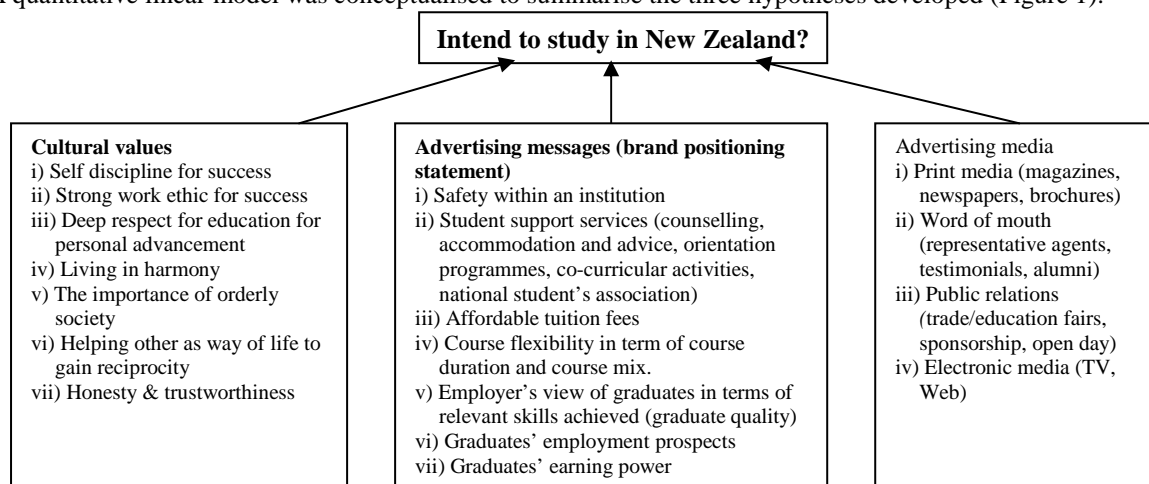 A quantitative linear model was conceptualised to summarise the three hypotheses developed (Figure 1).
Intend to study in New Zealand?
Cultural values
i) Self discipline for success
ii) Strong work ethic for success
iii) Deep respect for education for
personal advancement
iv) Living in harmony
v) The importance of orderly
society
vi) Helping other as way of life to
gain reciprocity
vii) Honesty & trustworthiness
Advertising messages (brand positioning
statement)
i) Safety within an institution
ii) Student support services (counselling,
accommodation and advice, orientation
programmes, co-curricular activities,
national student's association)
iii) Affordable tuition fees
iv) Course flexibility in term of course
duration and course mix.
v) Employer's view of graduates in terms of
relevant skills achieved (graduate quality)
vi) Graduates' employment prospects
vii) Graduates' earning power
Advertising media
i) Print media (magazines,
newspapers, brochures)
ii) Word of mouth
(representative agents,
testimonials, alumni)
iii) Public relations
(trade/education fairs,
sponsorship, open day)
iv) Electronic media (TV,
Web)